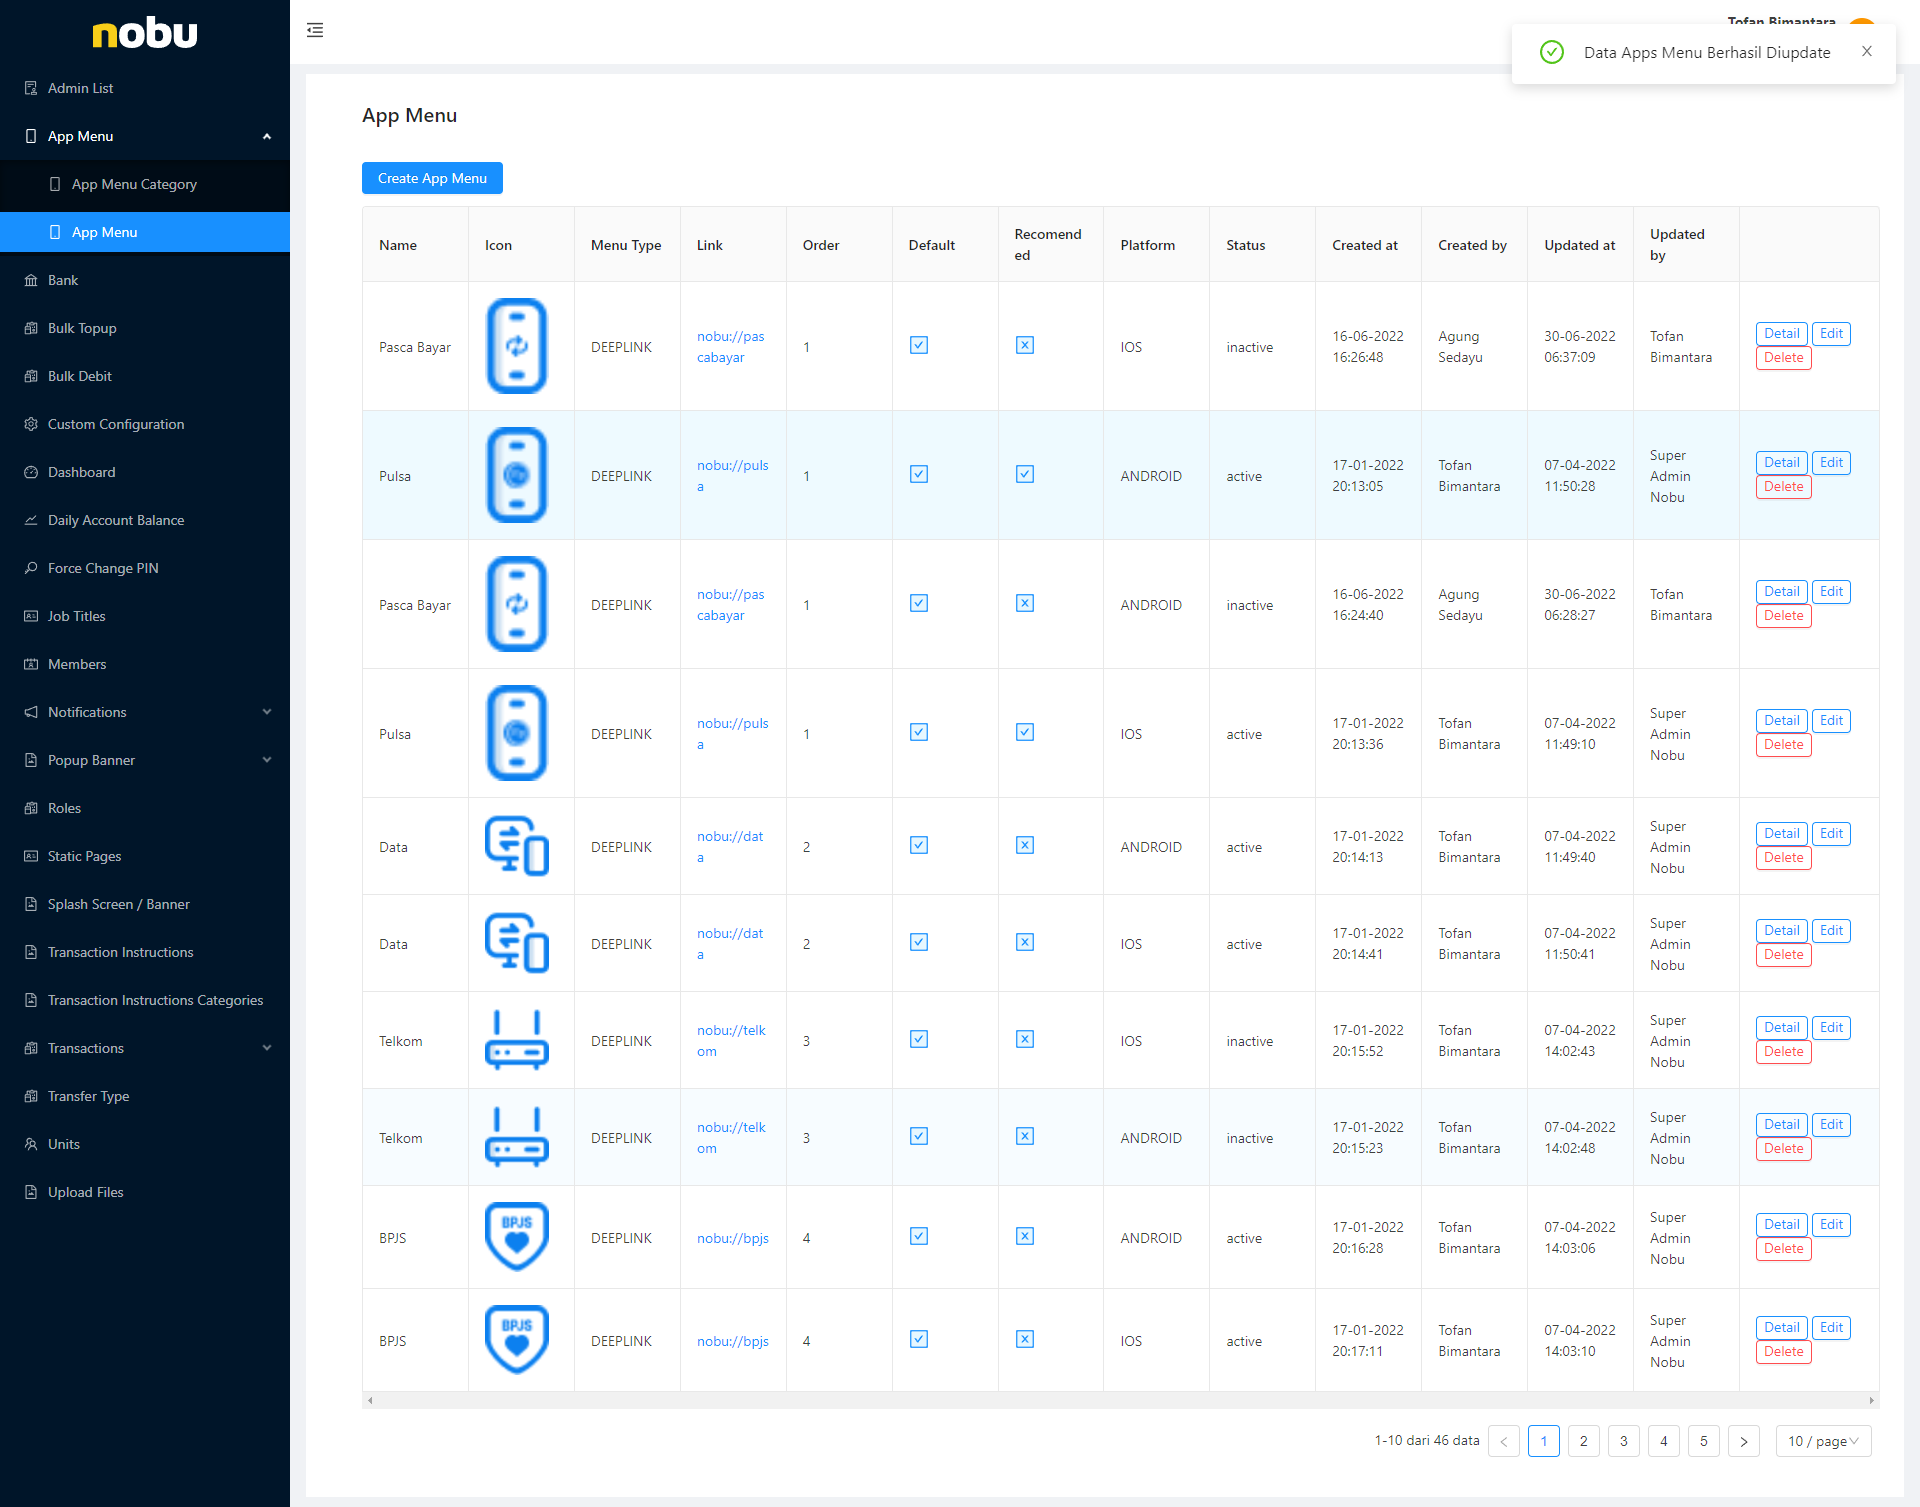 nobu
Admin List
App Menu
App Menu Category
App Menu
Bank
Bulk Topup
Bulk Debit
Custom Configuration
Dashboard
Daily Account Balance
Force Change PIN
Job Titles
Members
Notifications
Popup Banner
Roles
Static Pages
Splash Screen / Banner
Transaction Instructions
Transaction Instructions Categories
Transactions
Transfer Type
Units
Upload Files
Tofan Bimantara
Data Apps Menu Berhasil Diupdate
App Menu
Create App Menu
Name Icon Menu Type Link Order Default Recomend Platform Status Created at Created by Updated at Updated
ed by
Pasca Bayar DEEPLINK nobu://pas 1 IOS inactive 16-06-2022 Agung 30-06-2022 Tofan Detail Edit
cabayar 16:26:48 Sedayu 06:37:09 Bimantara Delete
Pulsa DEEPLINK nobu://puls 1 ANDROID active 17-01-2022 Tofan 07-04-2022 Super Detail Edit
a 20:13:05 Bimantara 11:50:28 Admin Delete
Nobu
Pasca Bayar DEEPLINK nobu://pas 1 ANDROID inactive 16-06-2022 Agung 30-06-2022 Tofan Detail Edit
cabayar 16:24:40 Sedayu 06:28:27 Bimantara Delete
Pulsa DEEPLINK nobu://puls 1 IOS active 17-01-2022 Tofan 07-04-2022 Super Detail Edit
a 20:13:36 Bimantara 11:49:10 Admin Delete
Nobu
Data DEEPLINK nobu://dat 2 ANDROID active 17-01-2022 Tofan 07-04-2022 Super Detail Edit
a 20:14:13 Bimantara 11:49:40 Admin Delete
Nobu
Data DEEPLINK nobu://dat 2 IOS active 17-01-2022 Tofan 07-04-2022 Super Detail Edit
a 20:14:41 Bimantara 11:50:41 Admin Delete
Nobu
Telkom DEEPLINK nobu://telk 3 IOS inactive 17-01-2022 Tofan 07-04-2022 Super Detail Edit
om 20:15:52 Bimantara 14:02:43 Admin Delete
Nobu
Telkom DEEPLINK nobu://telk 3 ANDROID inactive 17-01-2022 Tofan 07-04-2022 Super Detail Edit
om 20:15:23 Bimantara 14:02:48 Admin Delete
Nobu
BPJS BPJS DEEPLINK nobu://bpjs 4 ANDROID active 17-01-2022 Tofan 07-04-2022 Super Detail Edit
20:16:28 Bimantara 14:03:06 Admin Delete
Nobu
BPJS BPJS DEEPLINK nobu://bpjs 4 IOS active 17-01-2022 Tofan 07-04-2022 Super Detail Edit
20:17:11 Bimantara 14:03:10 Admin Delete
Nobu
1-10 dari 46 data < 1 2 3 4 5 > 10 / page